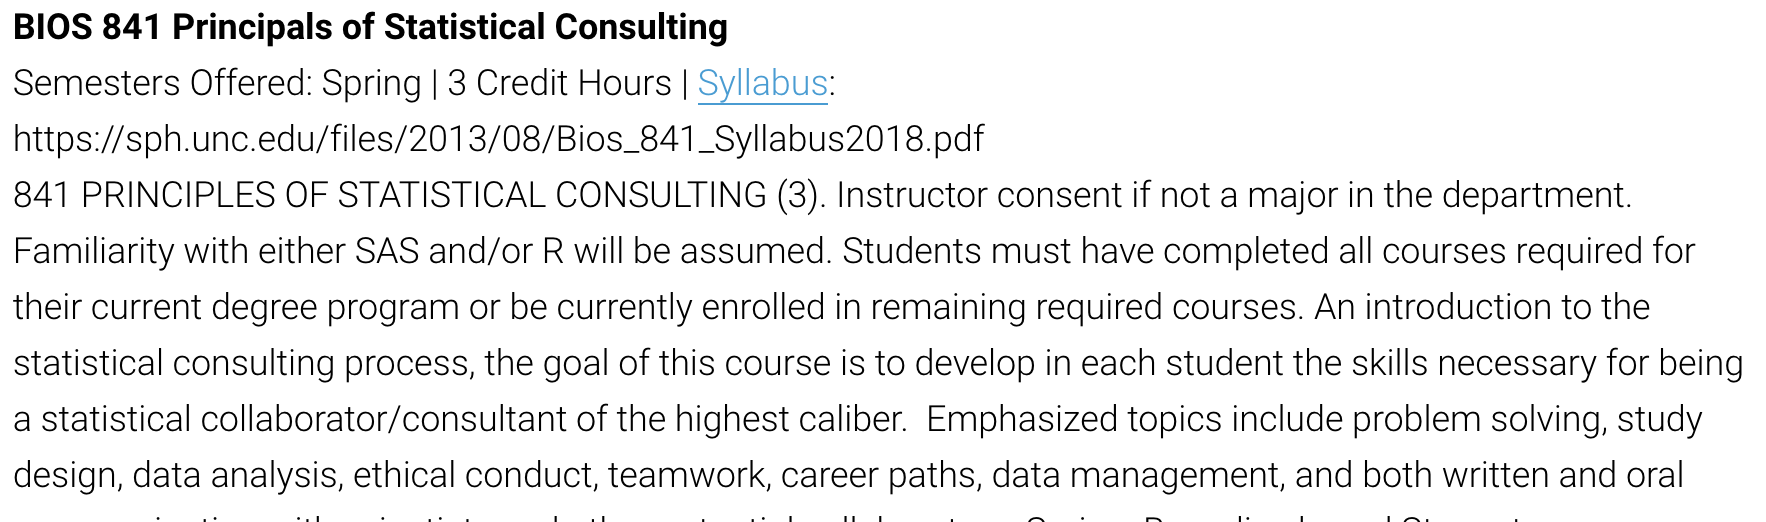 BIOS 841 Principals of Statistical Consulting
Semesters Offered: Spring | 3 Credit Hours | Syllabus:
https://sph.unc.edu/files/2013/08/Bios_841_Syllabus2018.pdf
841 PRINCIPLES OF STATISTICAL CONSULTING (3). Instructor consent if not a major in the department.
Familiarity with either SAS and/or R will be assumed. Students must have completed all courses required for
their current degree program or be currently enrolled in remaining required courses. An introduction to the
statistical consulting process, the goal of this course is to develop in each student the skills necessary for being
a statistical collaborator/consultant of the highest caliber.  Emphasized topics include problem solving, study
design, data analysis, ethical conduct, teamwork, career paths, data management, and both written and oral